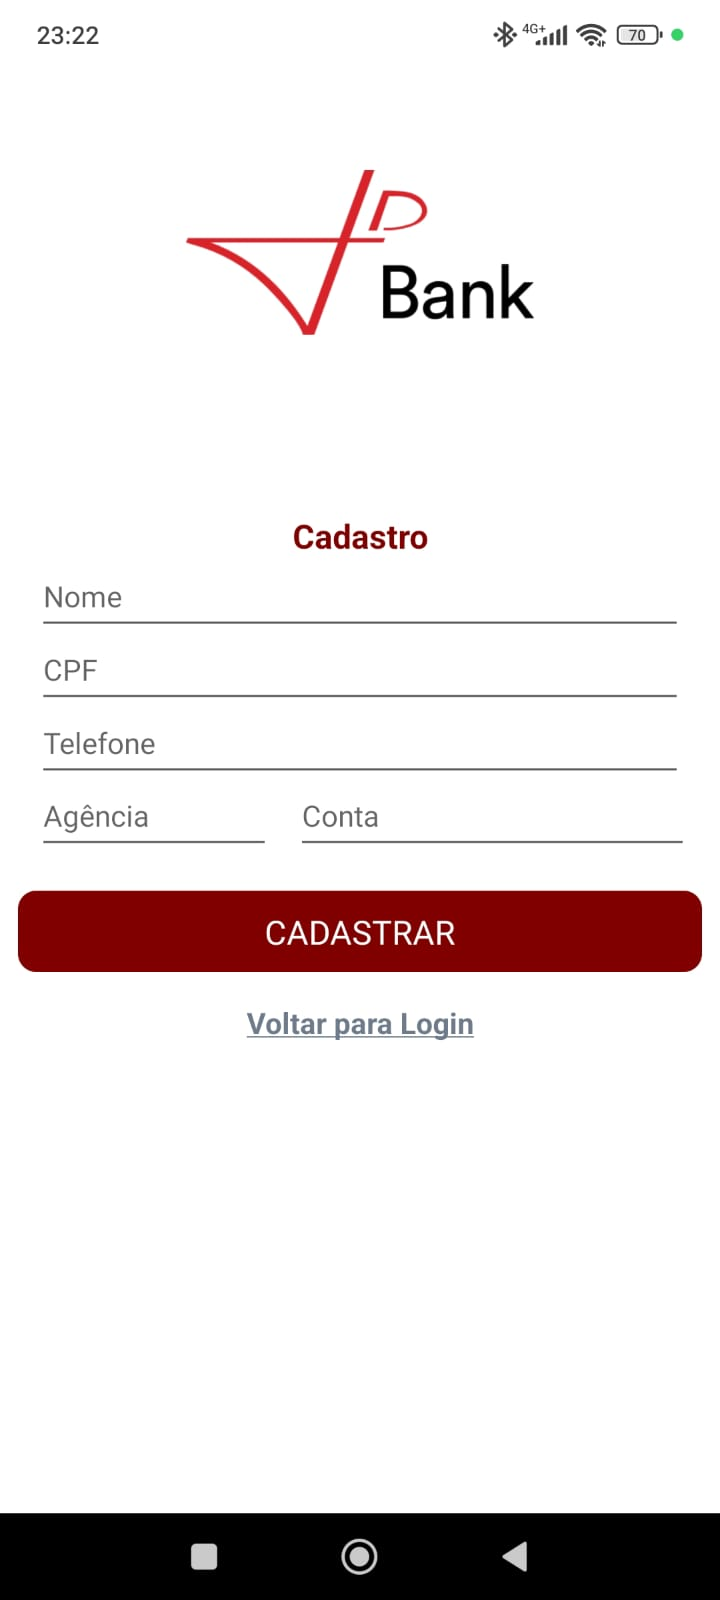 23:22
4G+
70
D
Bank
Cadastro
Nome
CPF
Telefone
Agência Conta
CADASTRAR
Voltar para Login